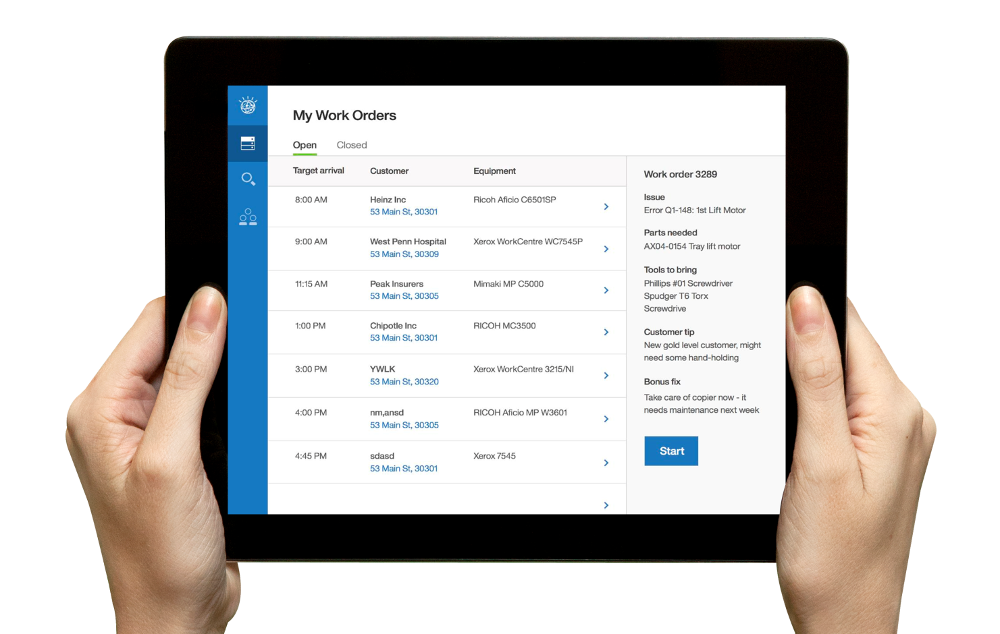 My Work Orders
Open Closed
Target arrival Customer Equipment
8:00 AM Heinz Inc Ricoh Aficio C6501SP
53 Main St, 30301
9:00 AM West Penn Hospital Xerox WorkCentre WC7545P
53 Main St, 30309
11:15 AM Peak Insurers Mimaki MP C5000
53 Main St, 30305
1:00 PM Chipotle Inc RICOH MC3500
53 Main St, 30301
3:00 PM YWLK Xerox WorkCentre 3215/NI
53 Main St, 30320
4:00 PM nm,ansd RICOH Aficio MP W3601
53 Main St, 30305
4:45 PM sdasd Xerox 7545
53 Main St, 30301
Work order 3289
Issue
Error Q1-148: 1st Lift Motor
Parts needed
AX04-0154 Tray lift motor
Tools to bring
Phillips #01 Screwdriver
Spudger T6 Torx
Screwdrive
Customer tip
New gold level customer, might
need some hand-holding
Bonus fix
Take care of copier now - it
needs maintenance next week
Start